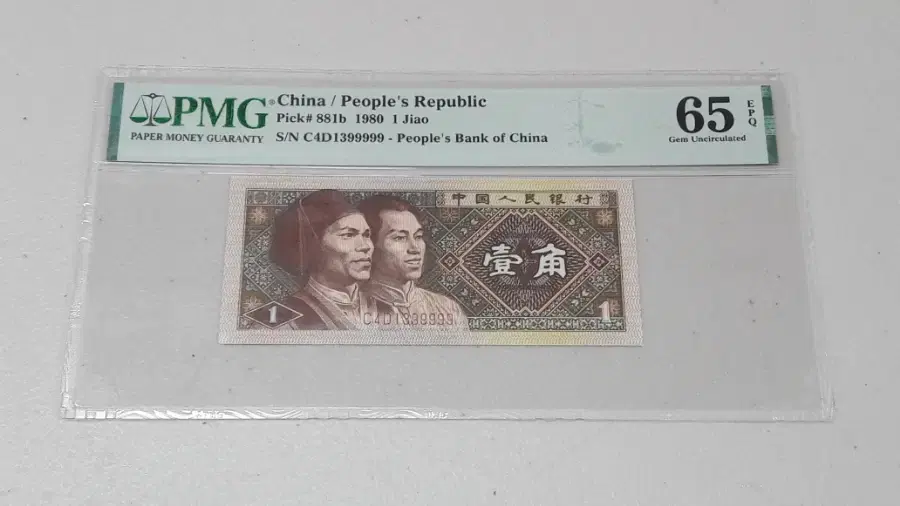 PMG
PAPER MONEY GUARANTY
China / People's Republic
Pick# 881b 1980 1 Jiao
S/N C4D1399999 - People's Bank of China
65 EPQ
Gem Uncirculated
中国人民银行
壹角
1
C4D1399999
1